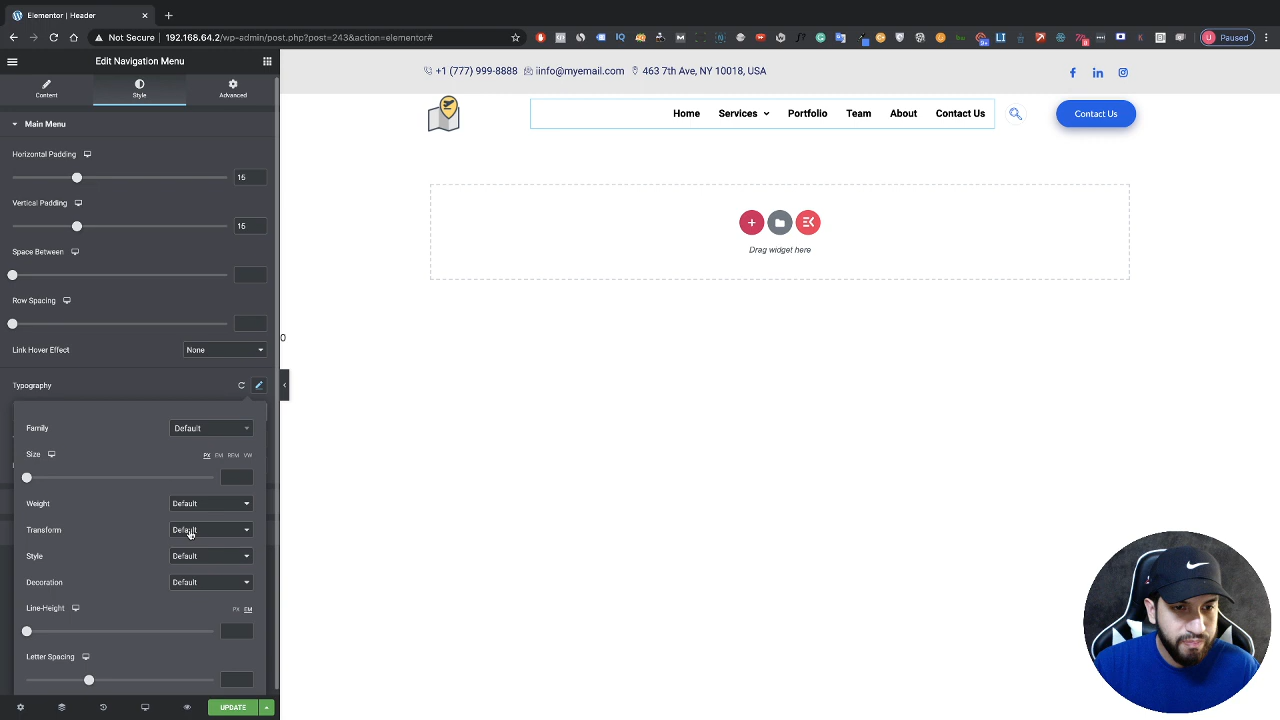 Elementor | Header
Not Secure 192.168.64.2/wp-admin/post.php?post=243&action=elementor#
Paused
Edit Navigation Menu
Content Style Advanced
Main Menu
Horizontal Padding
15
Vertical Padding
15
Space Between
Row Spacing
Link Hover Effect None
Typography
Family Default
Size PX EM REM VW
Weight Default
Transform Default
Style Default
Decoration Default
Line-Height PX EM
Letter Spacing
UPDATE
+1 (777) 999-8888 iinfo@myemail.com 463 7th Ave, NY 10018, USA
Home Services Portfolio Team About Contact Us
Contact Us
Drag widget here
0